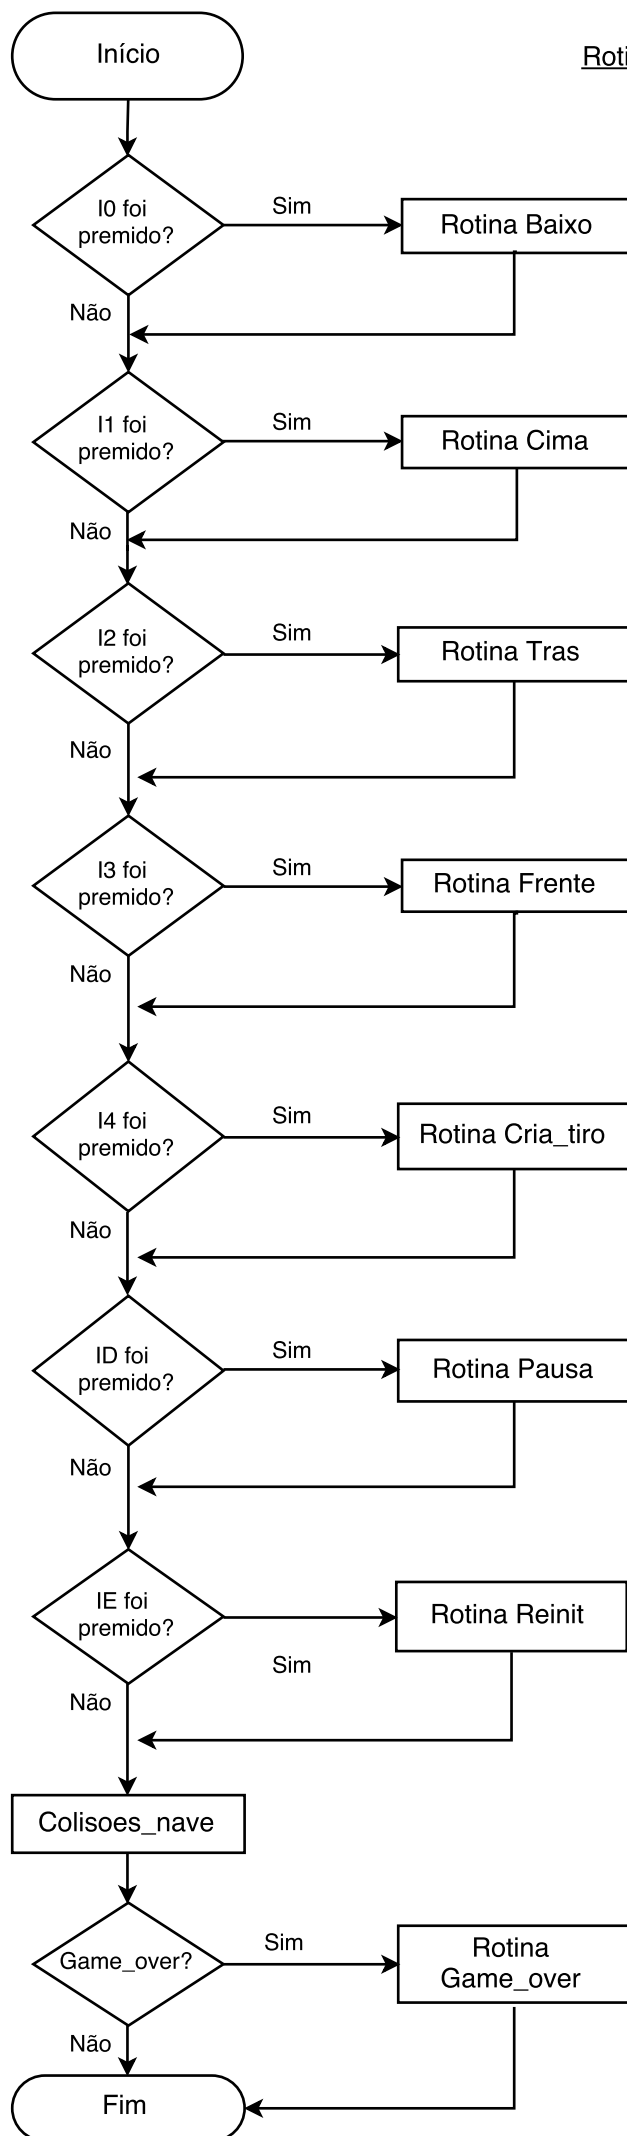 Início
Roti
I0 foi
premido?
Sim
Rotina Baixo
Não
I1 foi
premido?
Sim
Rotina Cima
Não
I2 foi
premido?
Sim
Rotina Tras
Não
I3 foi
premido?
Sim
Rotina Frente
Não
I4 foi
premido?
Sim
Rotina Cria_tiro
Não
ID foi
premido?
Sim
Rotina Pausa
Não
IE foi
premido?
Sim
Rotina Reinit
Não
Colisoes_nave
Game_over?
Sim
Rotina
Game_over
Não
Fim